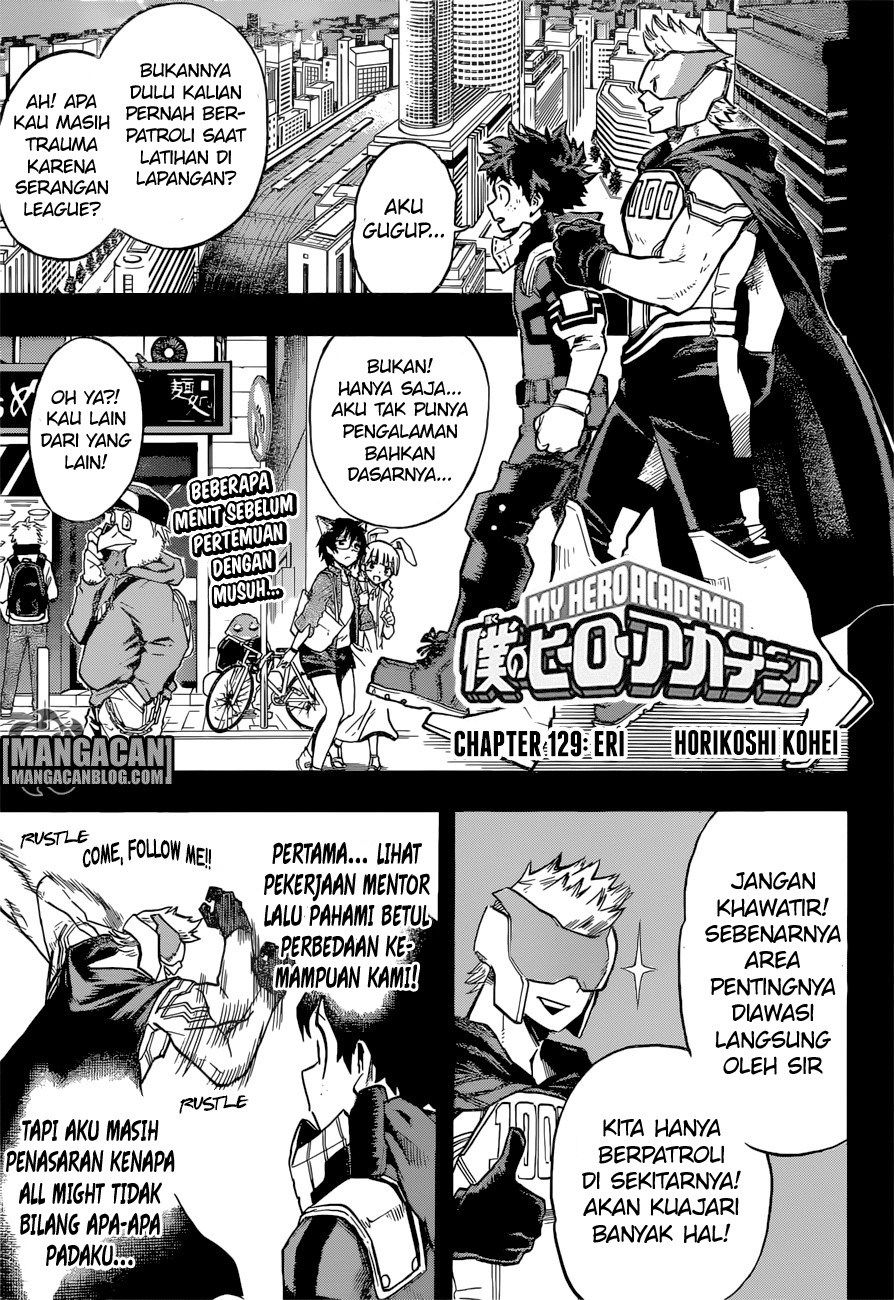 AKU
GUGUP...
BUKANNYA
DULU KALIAN
PERNAH BER-
PATROLI SAAT
LATIHAN DI
LAPANGAN?
AH! APA
KAU MASIH
TRAUMA
KARENA
SERANGAN
LEAGUE?
100
BUKAN!
HANYA SAJA...
AKU TAK PUNYA
PENGALAMAN
BAHKAN
DASARNYA...
OH YA?!
KAU LAIN
DARI YANG
LAIN!
BEBERAPA
MENIT SEBELUM
PERTEMUAN
DENGAN
MUSUH...
MY HERO ACADEMIA
僕のヒーローアカデミア
CHAPTER 129: ERI
HORIKOSHI KOHEI
[MANGACAN]
MANGACANBLOG.COM
JANGAN
KHAWATIR!
SEBENARNYA
AREA
PENTINGNYA
DIAWASI
LANGSUNG
OLEH SIR
KITA HANYA
BERPATROLI
DI SEKITARNYA!
AKAN KUAJARI
BANYAK HAL!
100
PERTAMA... LIHAT
PEKERJAAN MENTOR
LALU PAHAMI BETUL
PERBEDAAN KE-
MAMPUAN KAMI!
RUSTLE
COME, FOLLOW ME!!
RUSTLE
TAPI AKU MASIH
PENASARAN KENAPA
ALL MIGHT TIDAK
BILANG APA-APA
PADAKU...